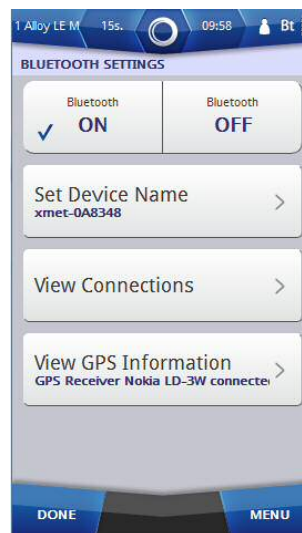 1 Alloy LE M 15s. 09:58 Bt
BLUETOOTH SETTINGS
Bluetooth Bluetooth
ON OFF
Set Device Name
xmet-0A8348
View Connections
View GPS Information
GPS Receiver Nokia LD-3W connected
DONE MENU